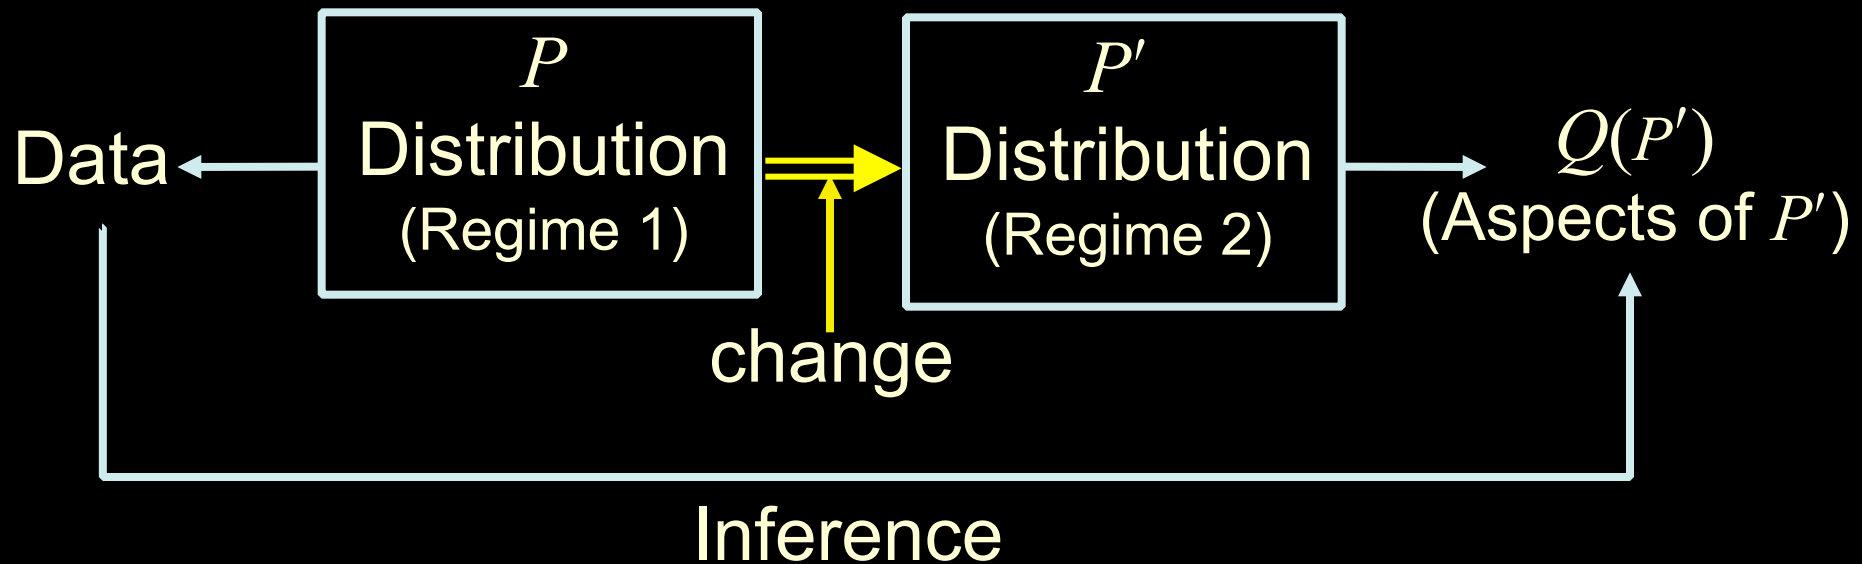 Data
P
Distribution
(Regime 1)
P′
Distribution
(Regime 2)
Q(P′)
(Aspects of P′)
change
Inference